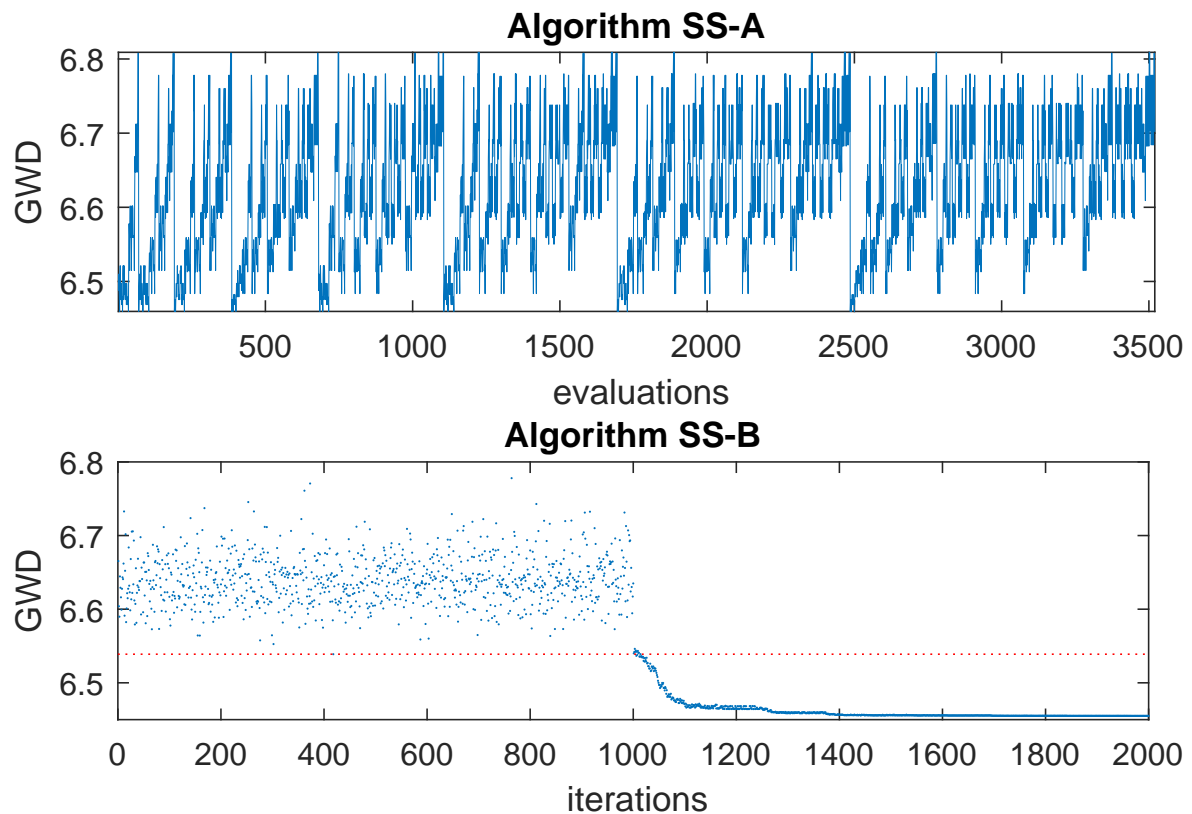 Algorithm SS-A
6.8
6.7
6.6
6.5
GWD
500 1000 1500 2000 2500 3000 3500
evaluations
Algorithm SS-B
6.8
6.7
6.6
6.5
GWD
0 200 400 600 800 1000 1200 1400 1600 1800 2000
iterations